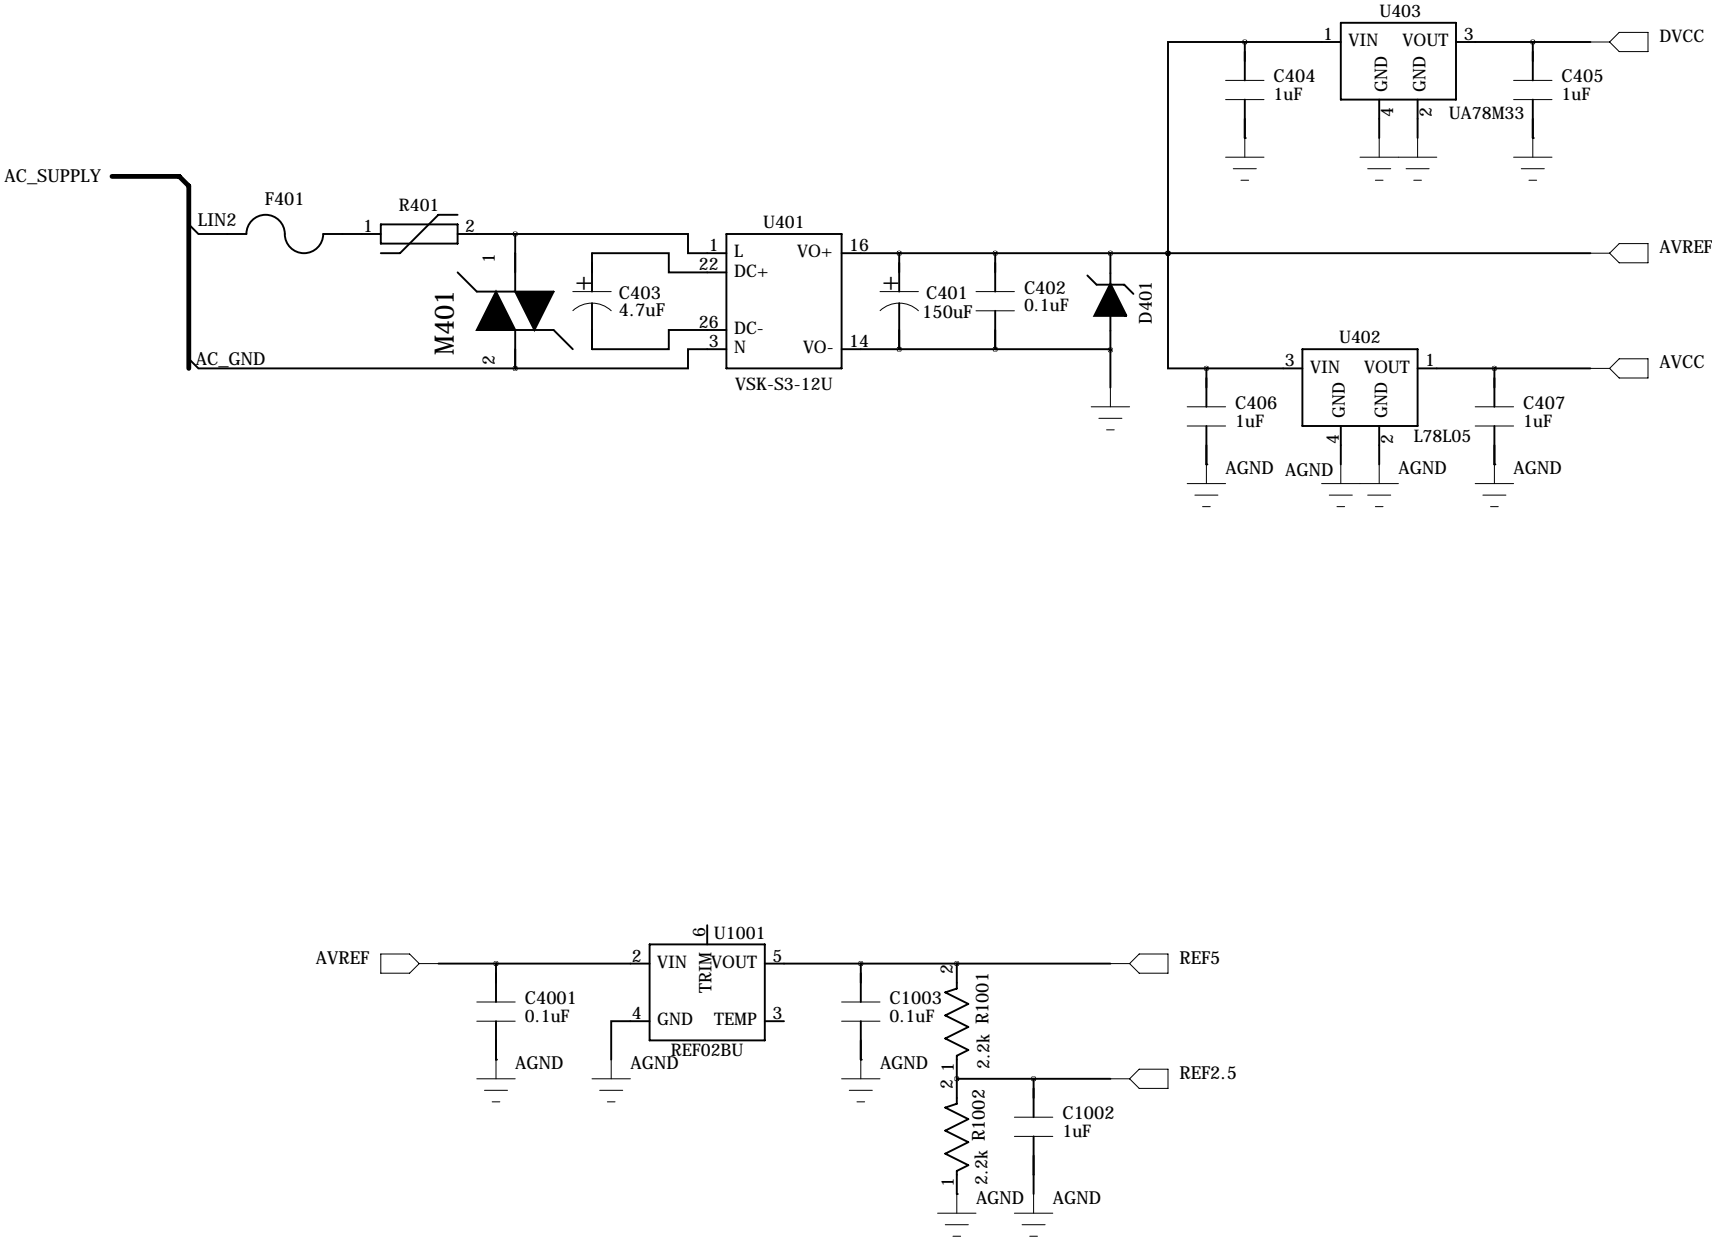 U403
1 VIN VOUT 3
GND GND
4 2
UA78M33
DVCC
C404
1uF
C405
1uF
AC_SUPPLY
LIN2
F401
R401
1 2
AC_GND
M401
1
2
C403
4.7uF
U401
1 L
22 DC+
26 DC-
3 N
VO+ 16
VO- 14
VSK-S3-12U
+
C401
150uF
C402
0.1uF
D401
+
AVREF
U402
3 VIN VOUT 1
GND GND
4 2
L78L05
AVCC
C406
1uF
C407
1uF
AGND AGND AGND AGND
AVREF
C4001
0.1uF
AGND
U1001
6
TRIM
2 VIN VOUT 5
4 GND TEMP 3
REF02BU
AGND
C1003
0.1uF
AGND
2
R1001
2.2k
1
REF5
REF2.5
2
R1002
2.2k
1
C1002
1uF
AGND AGND